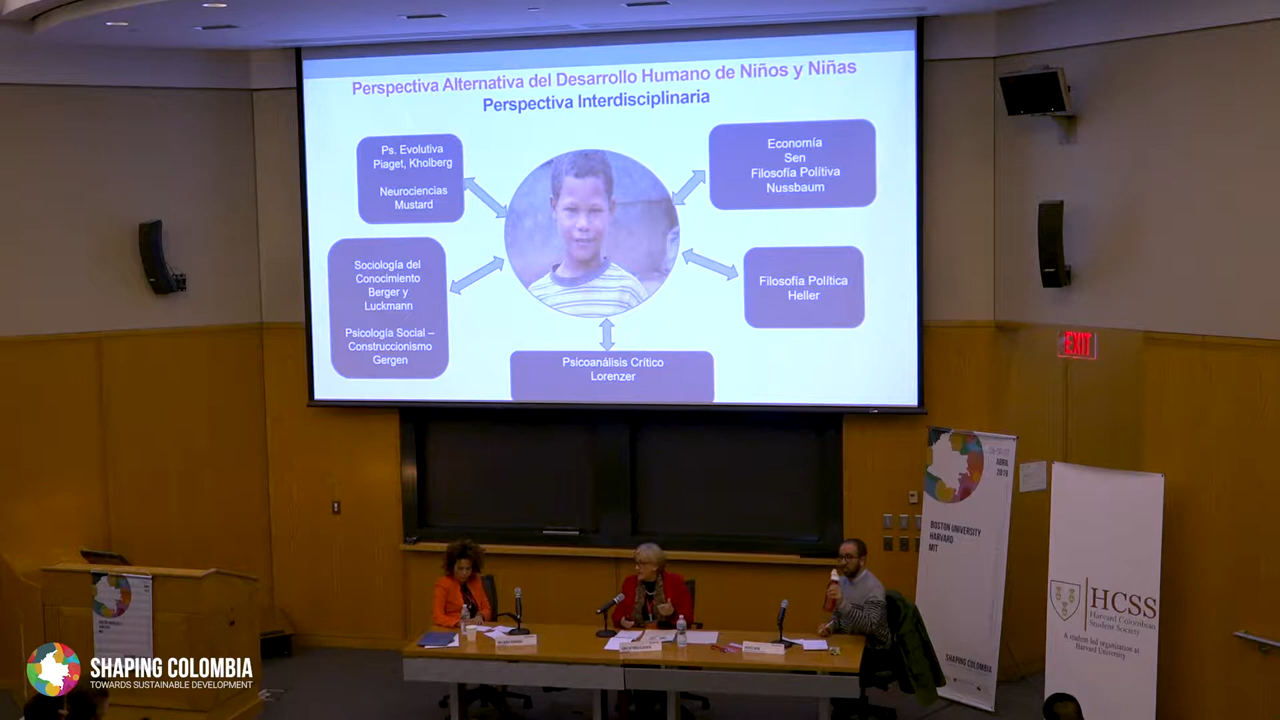 Perspectiva Alternativa del Desarrollo Humano de Niños y Niñas
Perspectiva Interdisciplinaria
Ps. Evolutiva
Piaget, Kholberg
Neurociencias
Mustard
Economía
Sen
Filosofía Polítiva
Nussbaum
Sociología del
Conocimiento
Berger y
Luckmann
Psicología Social –
Construccionismo
Gergen
Filosofía Política
Heller
Psicoanálisis Crítico
Lorenzer
EXIT
ABRIL
2019
BOSTON UNIVERSITY
HARVARD
MIT
SHAPING COLOMBIA
HCSS
Harvard Colombian
Student Society
A student led organization at
Harvard University
SHAPING COLOMBIA
TOWARDS SUSTAINABLE DEVELOPMENT